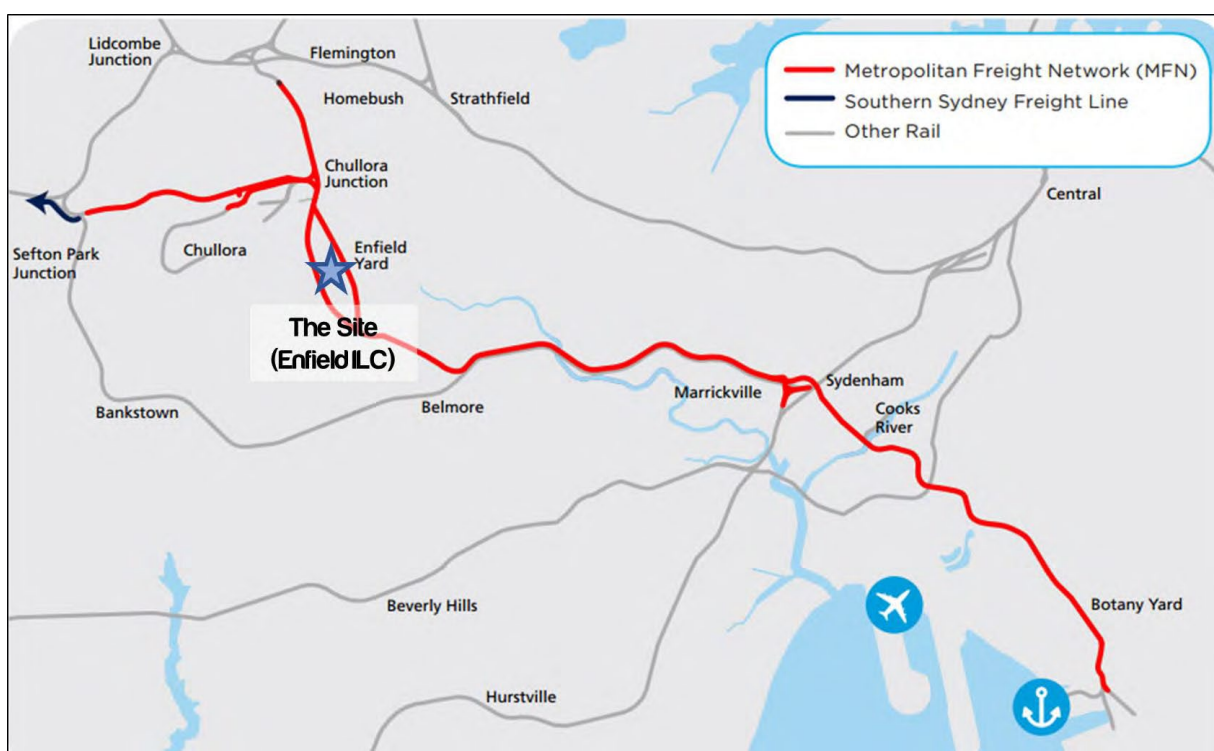 Lidcombe
Junction
Flemington
Homebush
Strathfield
Metropolitan Freight Network (MFN)
Southern Sydney Freight Line
Other Rail
Chullora
Junction
Central
Sefton Park
Junction
Chullora
Enfield
Yard
The Site
(Enfield ILC)
Bankstown
Belmore
Marrickville
Sydenham
Cooks
River
Beverly Hills
Botany Yard
Hurstville